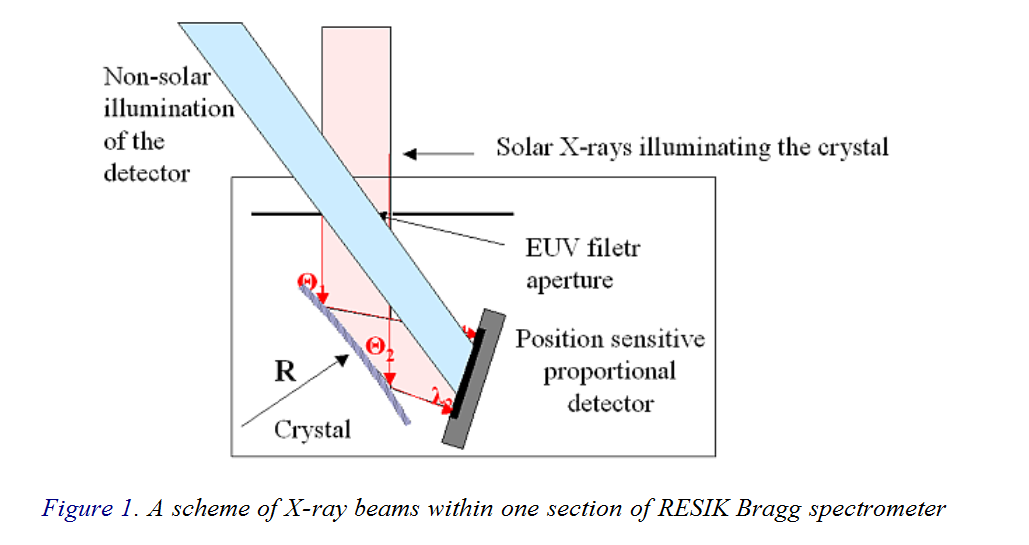 Non-solar
illumination
of the
detector
Solar X-rays illuminating the crystal
EUV filetr
aperture
Θ
Θ2
Position sensitive
proportional
detector
R
λ
Crystal
Figure 1. A scheme of X-ray beams within one section of RESIK Bragg spectrometer